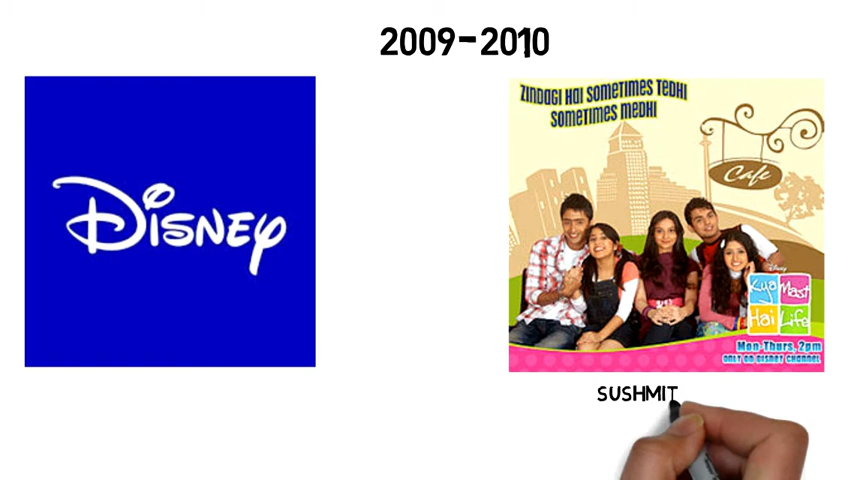 2009-2010
Disney
ZINDAGI HAI SOMETIMES TEDHI
SOMETIMES MEDHI
Cafe
Disney
Kya Mast
Hai Life
Mon-Thurs, 2pm
ONLY ON DISNEY CHANNEL
SUSHMIT